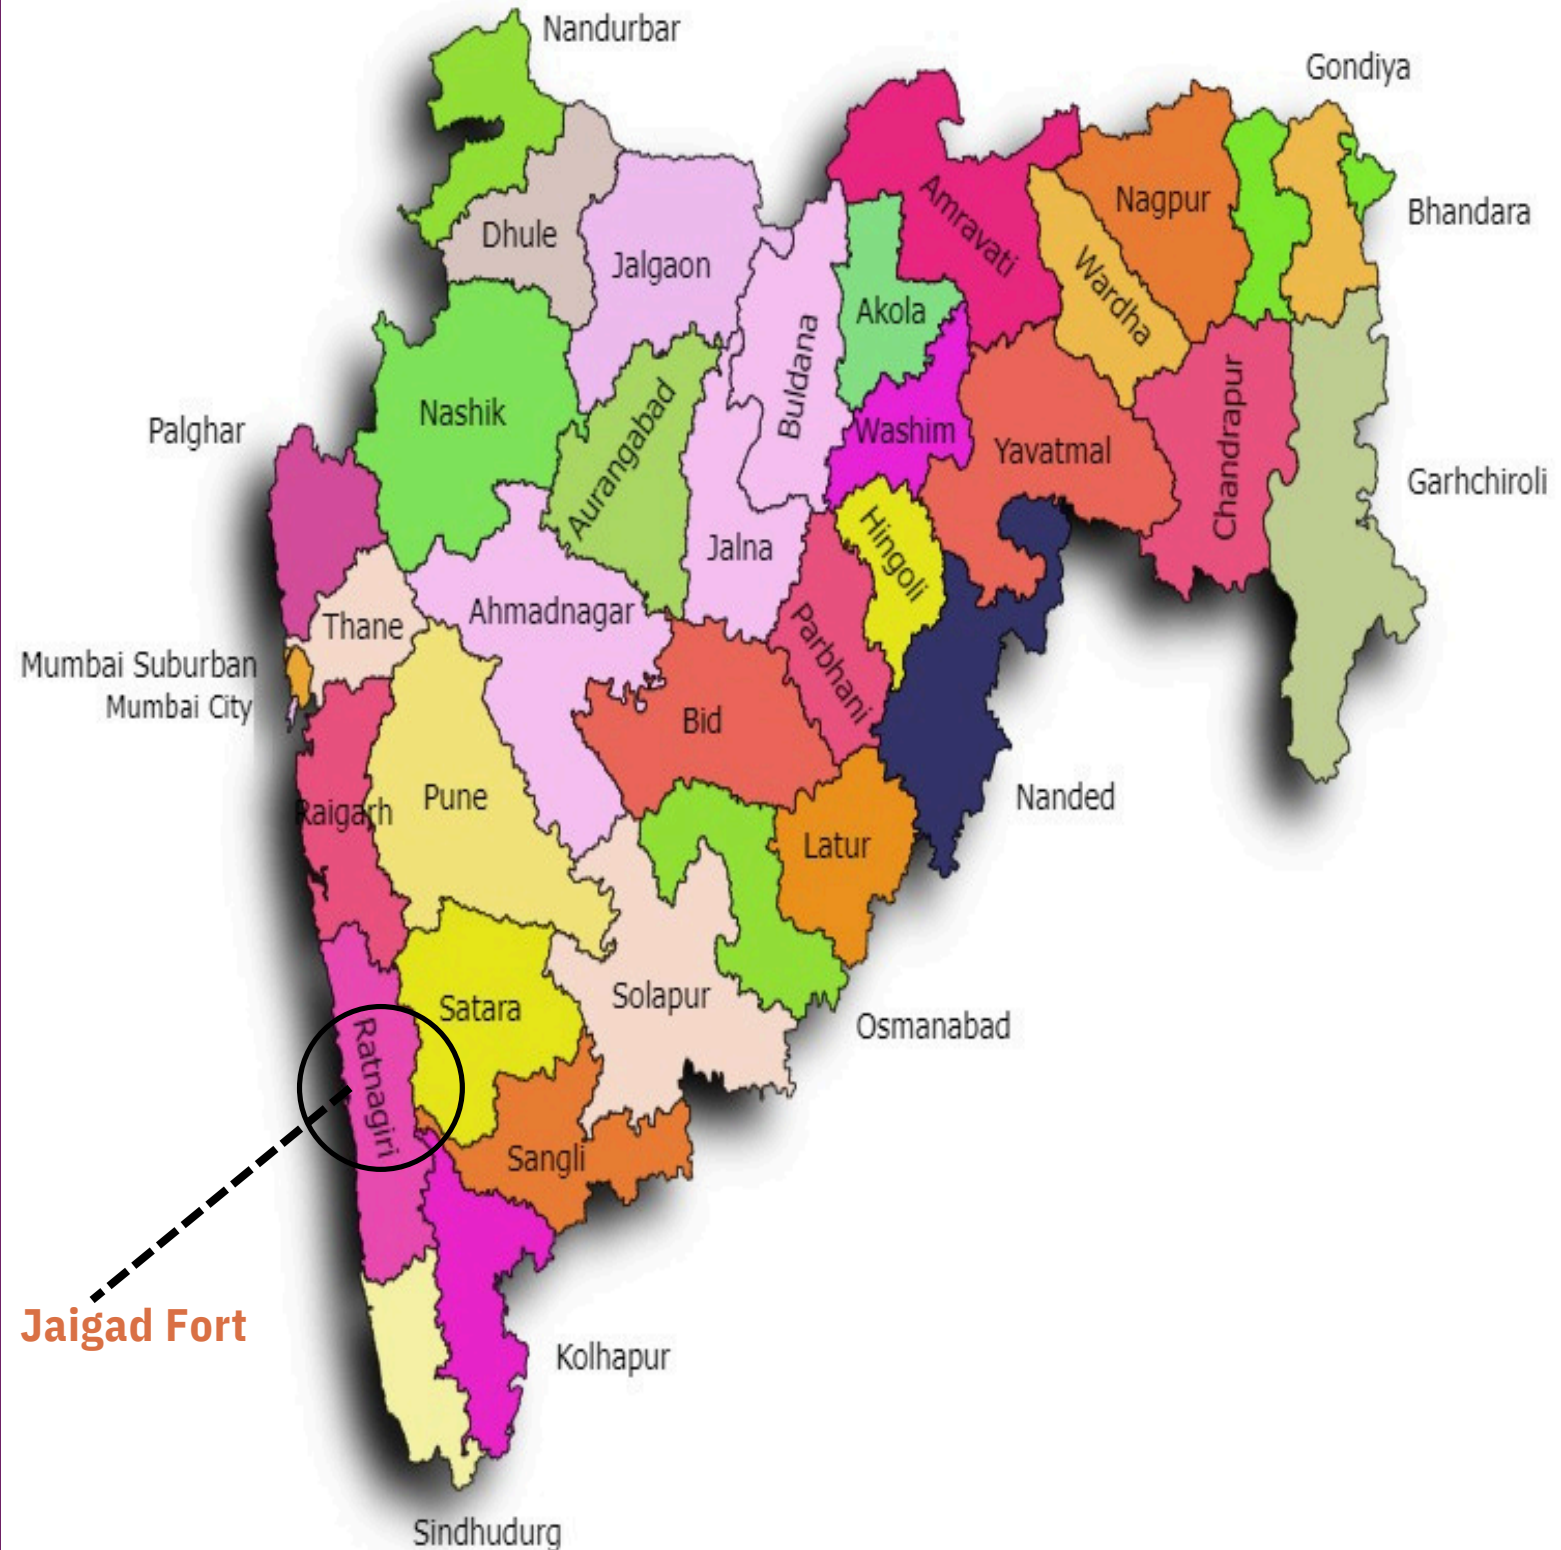 Nandurbar
Gondiya
Dhule
Jalgaon
Amravati
Nagpur
Bhandara
Wardha
Akola
Buldana
Nashik
Palghar
Aurangabad
Washim
Yavatmal
Chandrapur
Garhchiroli
Jalna
Hingoli
Ahmadnagar
Thane
Parbhani
Mumbai Suburban
Mumbai City
Bid
Pune
Raigarh
Nanded
Latur
Satara
Solapur
Osmanabad
Ratnagiri
Sangli
Jaigad Fort
Kolhapur
Sindhudurg